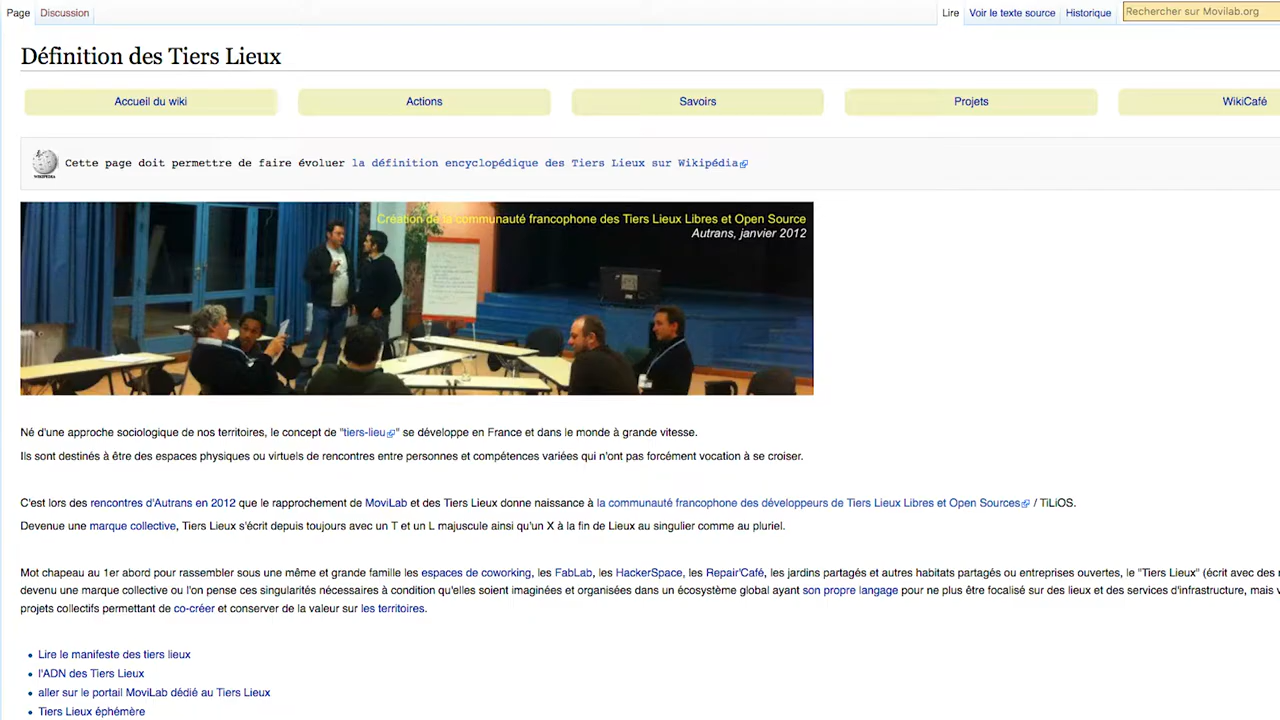 Page Discussion Lire Voir le texte source Historique Rechercher sur Movilab.org
Définition des Tiers Lieux
Accueil du wiki Actions Savoirs Projets WikiCafé
Cette page doit permettre de faire évoluer la définition encyclopédique des Tiers Lieux sur Wikipédia
Création de la communauté francophone des Tiers Lieux Libres et Open Source
Autrans, janvier 2012
Né d'une approche sociologique de nos territoires, le concept de "tiers-lieu" se développe en France et dans le monde à grande vitesse.
Ils sont destinés à être des espaces physiques ou virtuels de rencontres entre personnes et compétences variées qui n'ont pas forcément vocation à se croiser.
C'est lors des rencontres d'Autrans en 2012 que le rapprochement de MoviLab et des Tiers Lieux donne naissance à la communauté francophone des développeurs de Tiers Lieux Libres et Open Sources / TiLiOS.
Devenue une marque collective, Tiers Lieux s'écrit depuis toujours avec un T et un L majuscule ainsi qu'un X à la fin de Lieux au singulier comme au pluriel.
Mot chapeau au 1er abord pour rassembler sous une même et grande famille les espaces de coworking, les FabLab, les HackerSpace, les Repair'Café, les jardins partagés et autres habitats partagés ou entreprises ouvertes, le "Tiers Lieux" (écrit avec des
devenu une marque collective ou l'on pense ces singularités nécessaires à condition qu'elles soient imaginées et organisées dans un écosystème global ayant son propre langage pour ne plus être focalisé sur des lieux et des services d'infrastructure, mais
projets collectifs permettant de co-créer et conserver de la valeur sur les territoires.
• Lire le manifeste des tiers lieux
• l'ADN des Tiers Lieux
• aller sur le portail MoviLab dédié au Tiers Lieux
• Tiers Lieux éphémère